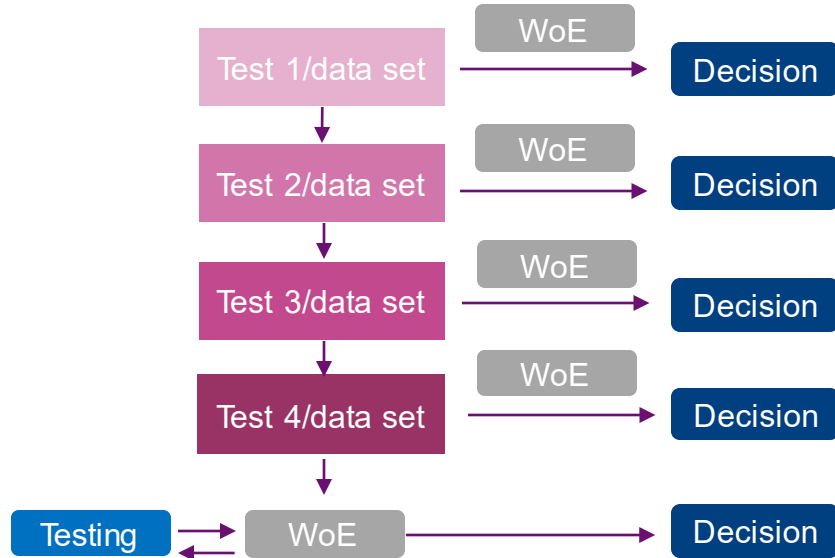 WoE
Test 1/data set
Decision
WoE
Test 2/data set
Decision
WoE
Test 3/data set
Decision
WoE
Test 4/data set
Decision
Testing
WoE
Decision